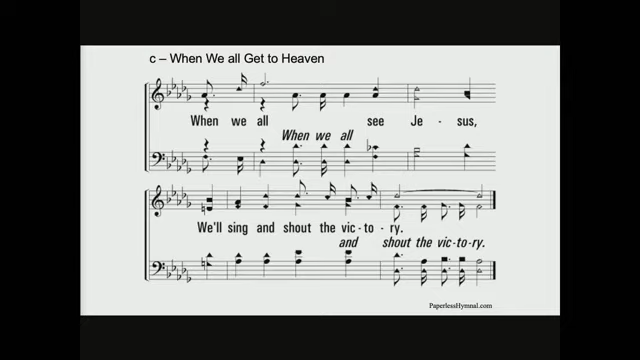 c – When We all Get to Heaven
When we all see Je - sus,
When we all
We'll sing and shout the vic - to - ry.
and shout the vic - to - ry.
PaperlessHymnal.com